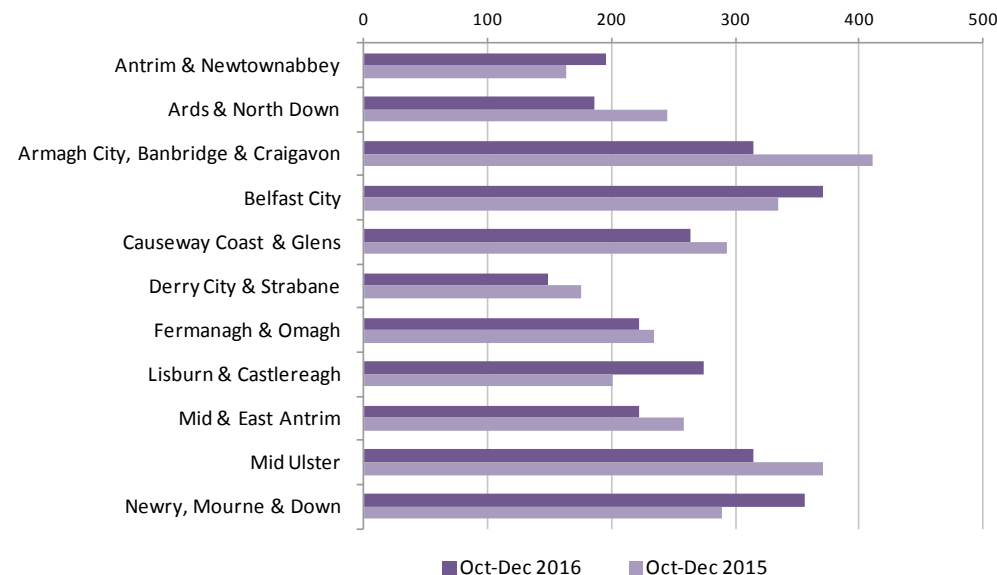 0 100 200 300 400 500
Antrim & Newtownabbey
Ards & North Down
Armagh City, Banbridge & Craigavon
Belfast City
Causeway Coast & Glens
Derry City & Strabane
Fermanagh & Omagh
Lisburn & Castlereagh
Mid & East Antrim
Mid Ulster
Newry, Mourne & Down
Oct-Dec 2016 Oct-Dec 2015